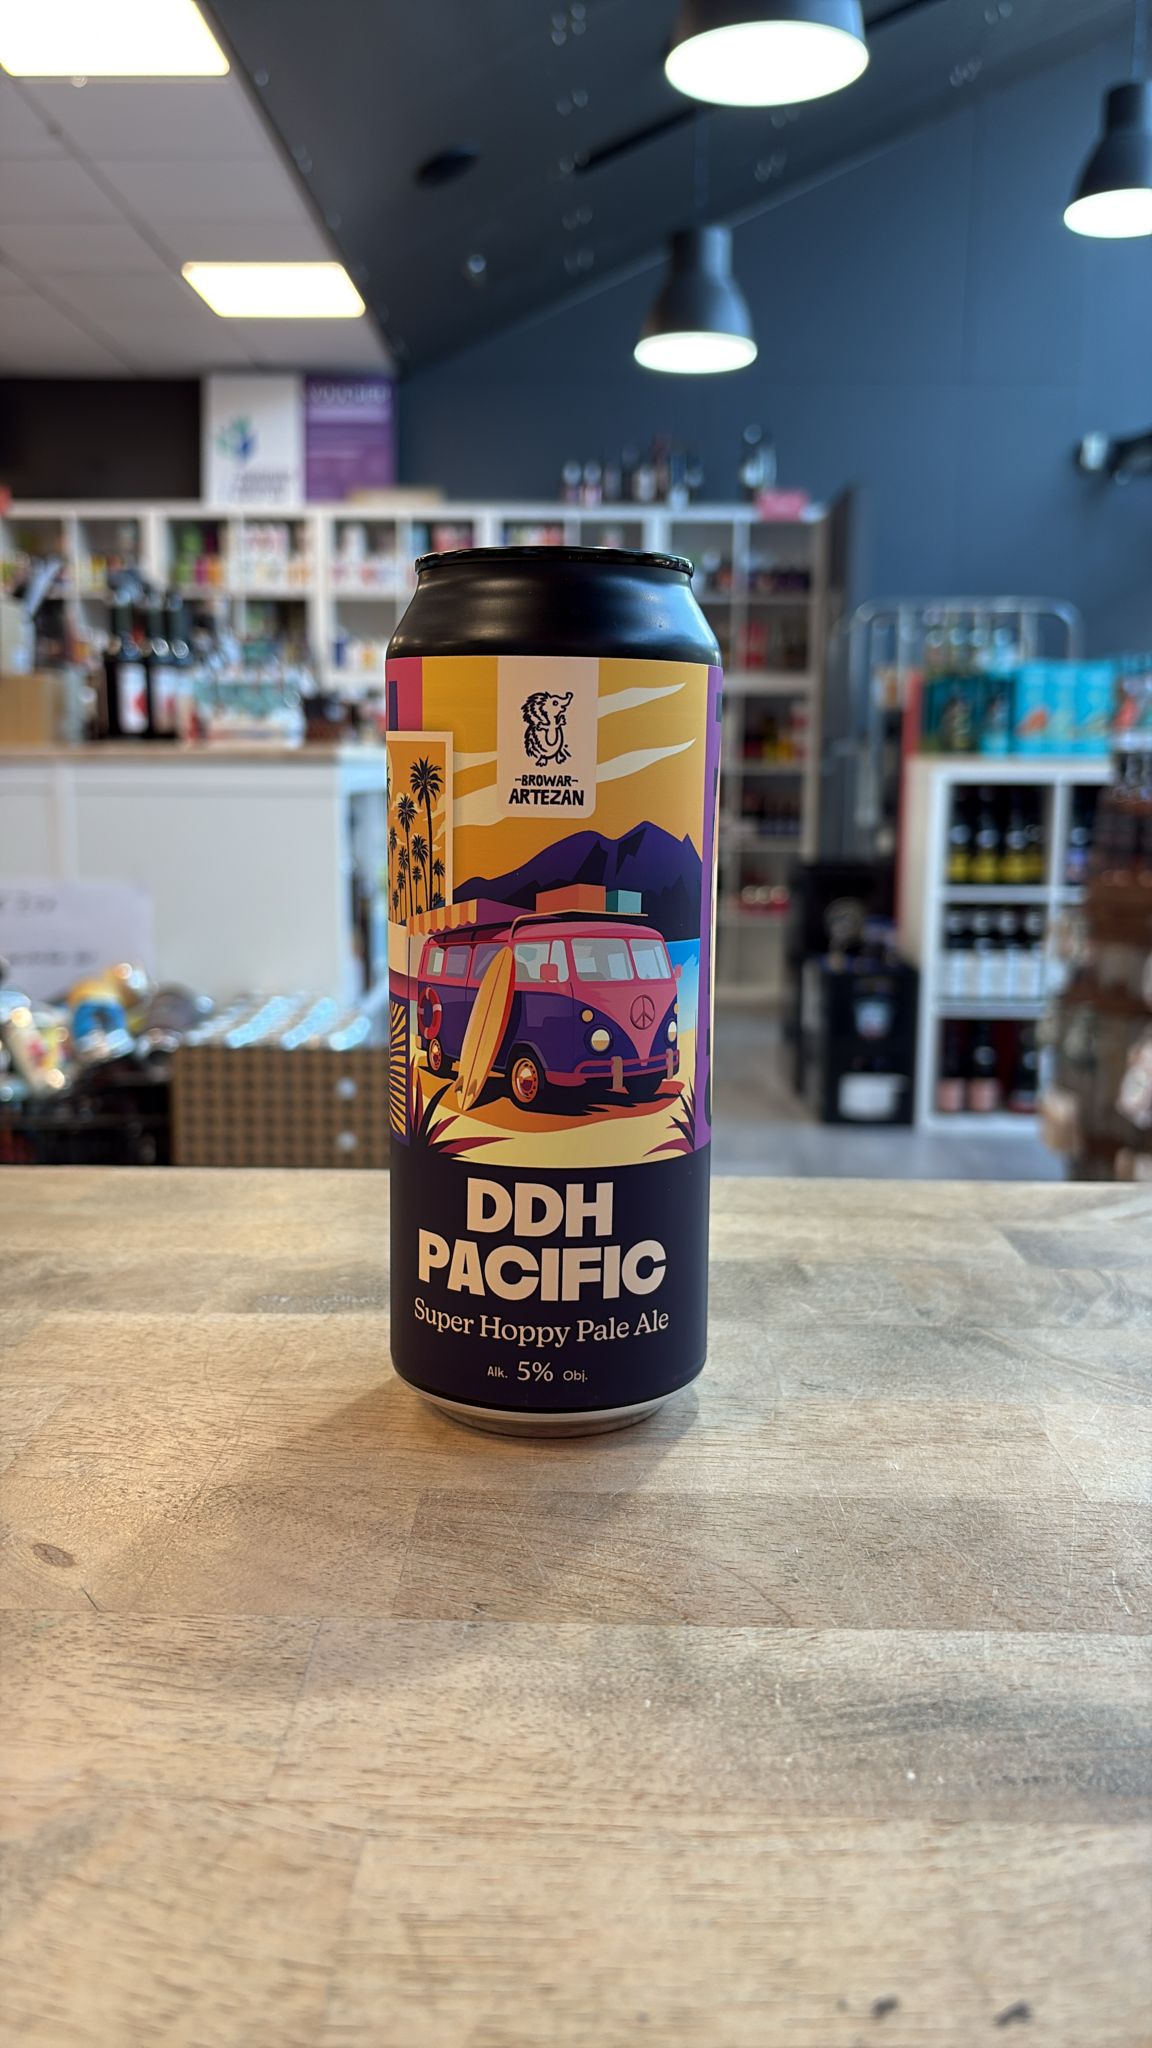 -BROWAR-
ARTEZAN
DDH
PACIFIC
Super Hoppy Pale Ale
Alk. 5% Obj.